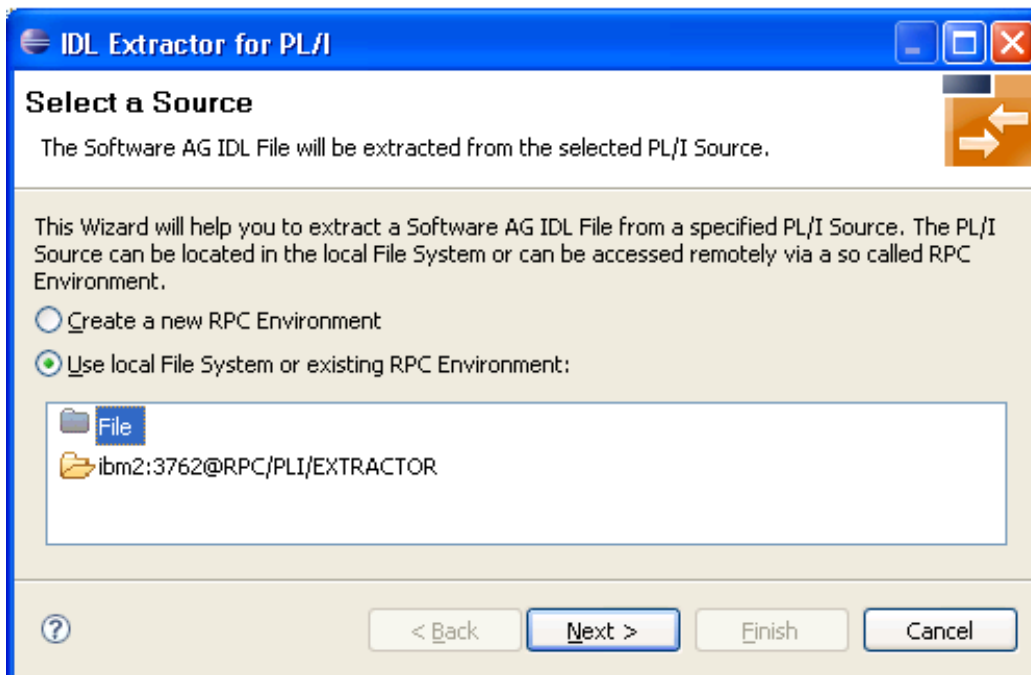 IDL Extractor for PL/I
Select a Source
The Software AG IDL File will be extracted from the selected PL/I Source.
This Wizard will help you to extract a Software AG IDL File from a specified PL/I Source. The PL/I
Source can be located in the local File System or can be accessed remotely via a so called RPC
Environment.
Create a new RPC Environment
Use local File System or existing RPC Environment:
File
ibm2:3762@RPC/PLI/EXTRACTOR
?
< Back Next > Finish Cancel